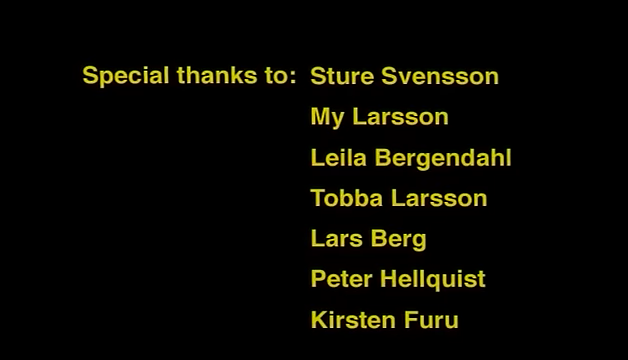 Special thanks to: Sture Svensson
My Larsson
Leila Bergendahl
Tobba Larsson
Lars Berg
Peter Hellquist
Kirsten Furu